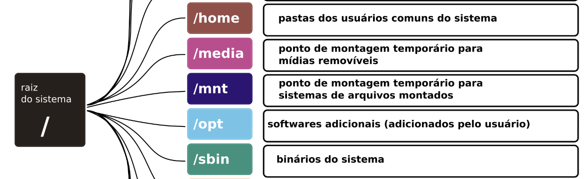 /home
pastas dos usuários comuns do sistema
/media
ponto de montagem temporário para
mídias removíveis
raiz
do sistema
/
/mnt
ponto de montagem temporário para
sistemas de arquivos montados
/opt
softwares adicionais (adicionados pelo usuário)
/sbin
binários do sistema